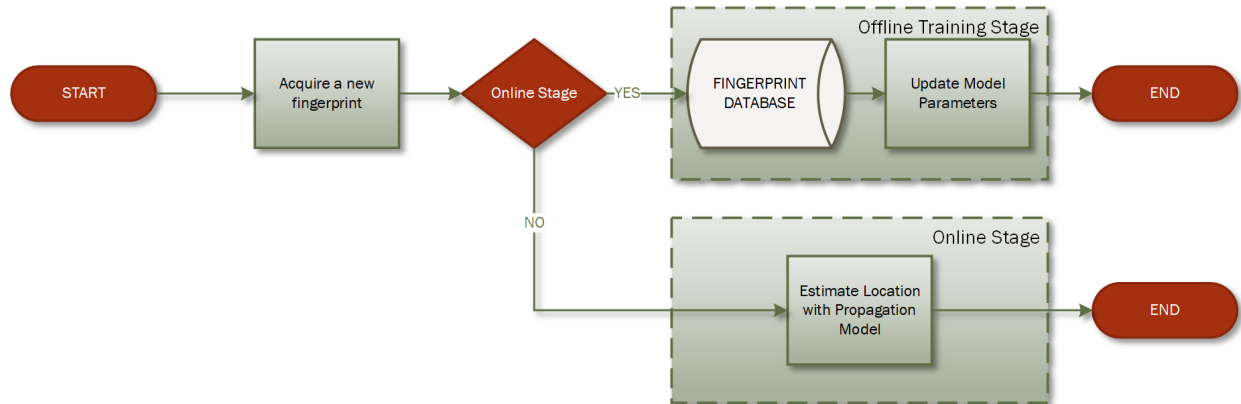 Offline Training Stage
START
Acquire a new
fingerprint
Online Stage
YES
FINGERPRINT
DATABASE
Update Model
Parameters
END
NO
Online Stage
Estimate Location
with Propagation
Model
END